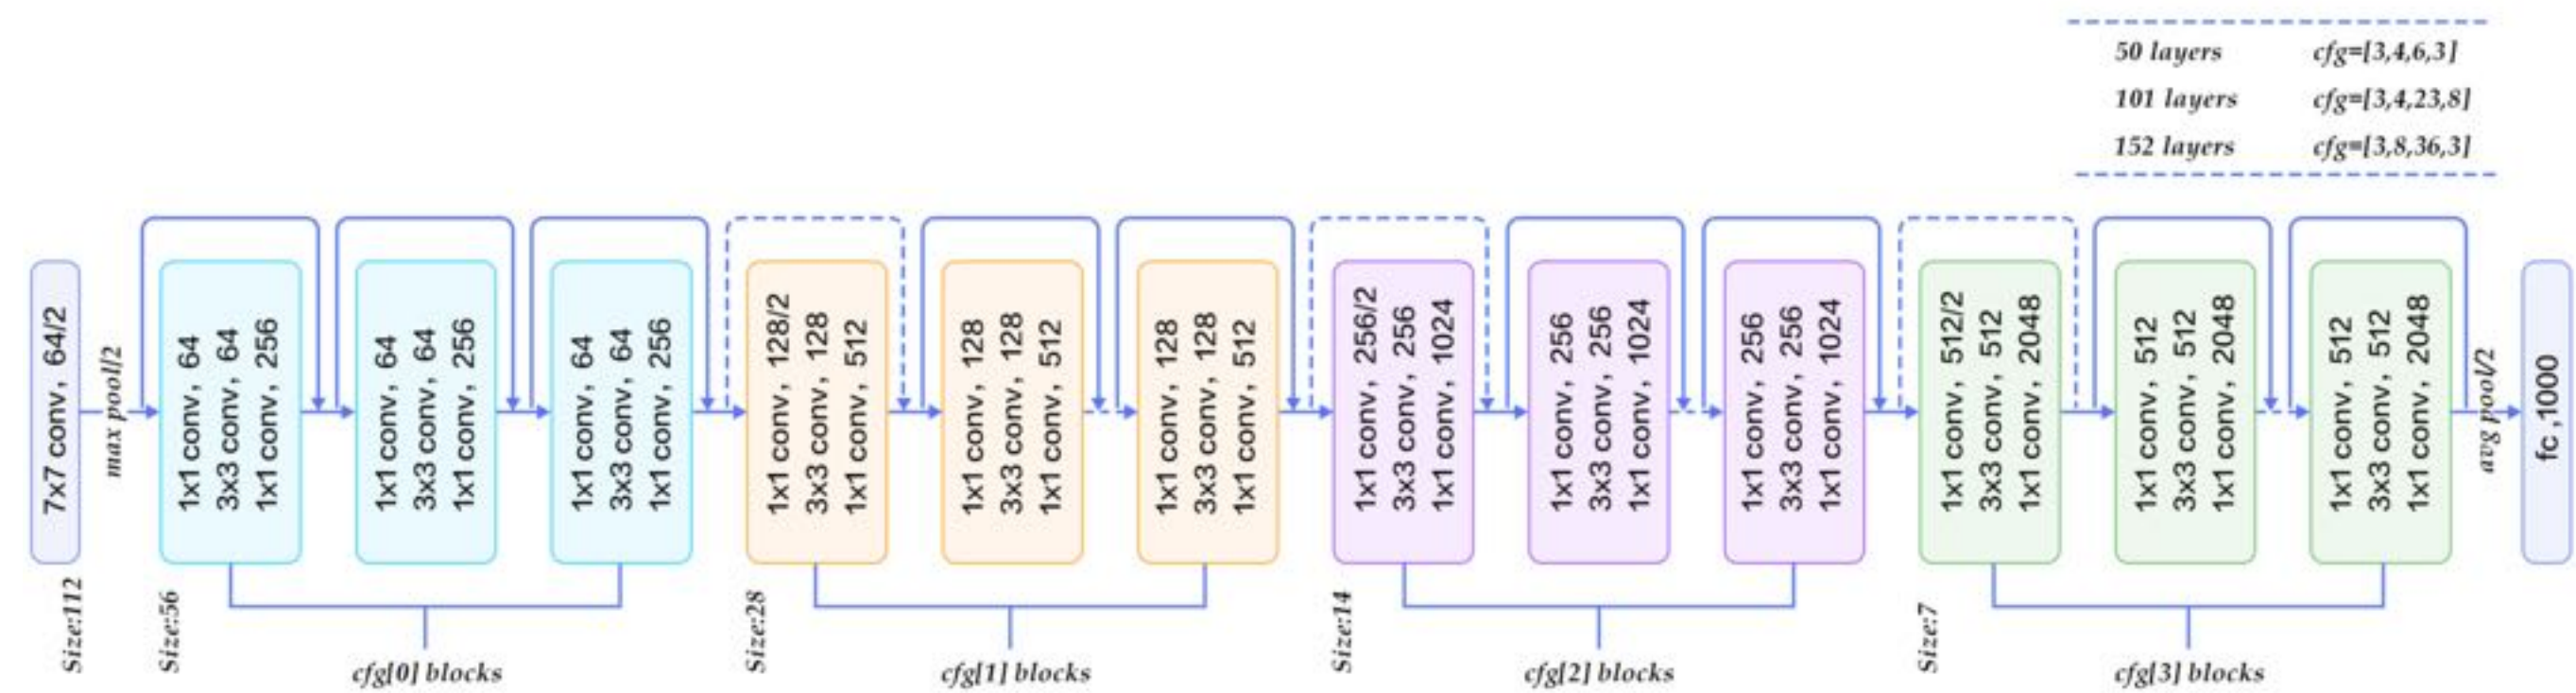 50 layers cfg=[3,4,6,3]
101 layers cfg=[3,4,23,8]
152 layers cfg=[3,8,36,3]
7x7 conv, 64/2
max pool/2
1x1 conv, 64
3x3 conv, 64
1x1 conv, 256
1x1 conv, 64
3x3 conv, 64
1x1 conv, 256
1x1 conv, 64
3x3 conv, 64
1x1 conv, 256
1x1 conv, 128/2
3x3 conv, 128
1x1 conv, 512
1x1 conv, 128
3x3 conv, 128
1x1 conv, 512
1x1 conv, 128
3x3 conv, 128
1x1 conv, 512
1x1 conv, 256/2
3x3 conv, 256
1x1 conv, 1024
1x1 conv, 256
3x3 conv, 256
1x1 conv, 1024
1x1 conv, 256
3x3 conv, 256
1x1 conv, 1024
1x1 conv, 512/2
3x3 conv, 512
1x1 conv, 2048
1x1 conv, 512
3x3 conv, 512
1x1 conv, 2048
1x1 conv, 512
3x3 conv, 512
1x1 conv, 2048
avg pool/2
fc ,1000
Size:112
Size:56
Size:28
Size:14
Size:7
cfg[0] blocks
cfg[1] blocks
cfg[2] blocks
cfg[3] blocks